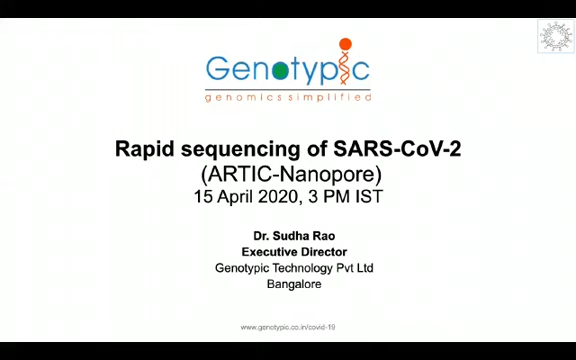 Genotypic
genomics simplified
Rapid sequencing of SARS-CoV-2
(ARTIC-Nanopore)
15 April 2020, 3 PM IST
Dr. Sudha Rao
Executive Director
Genotypic Technology Pvt Ltd
Bangalore
www.genotypic.co.in/covid-19